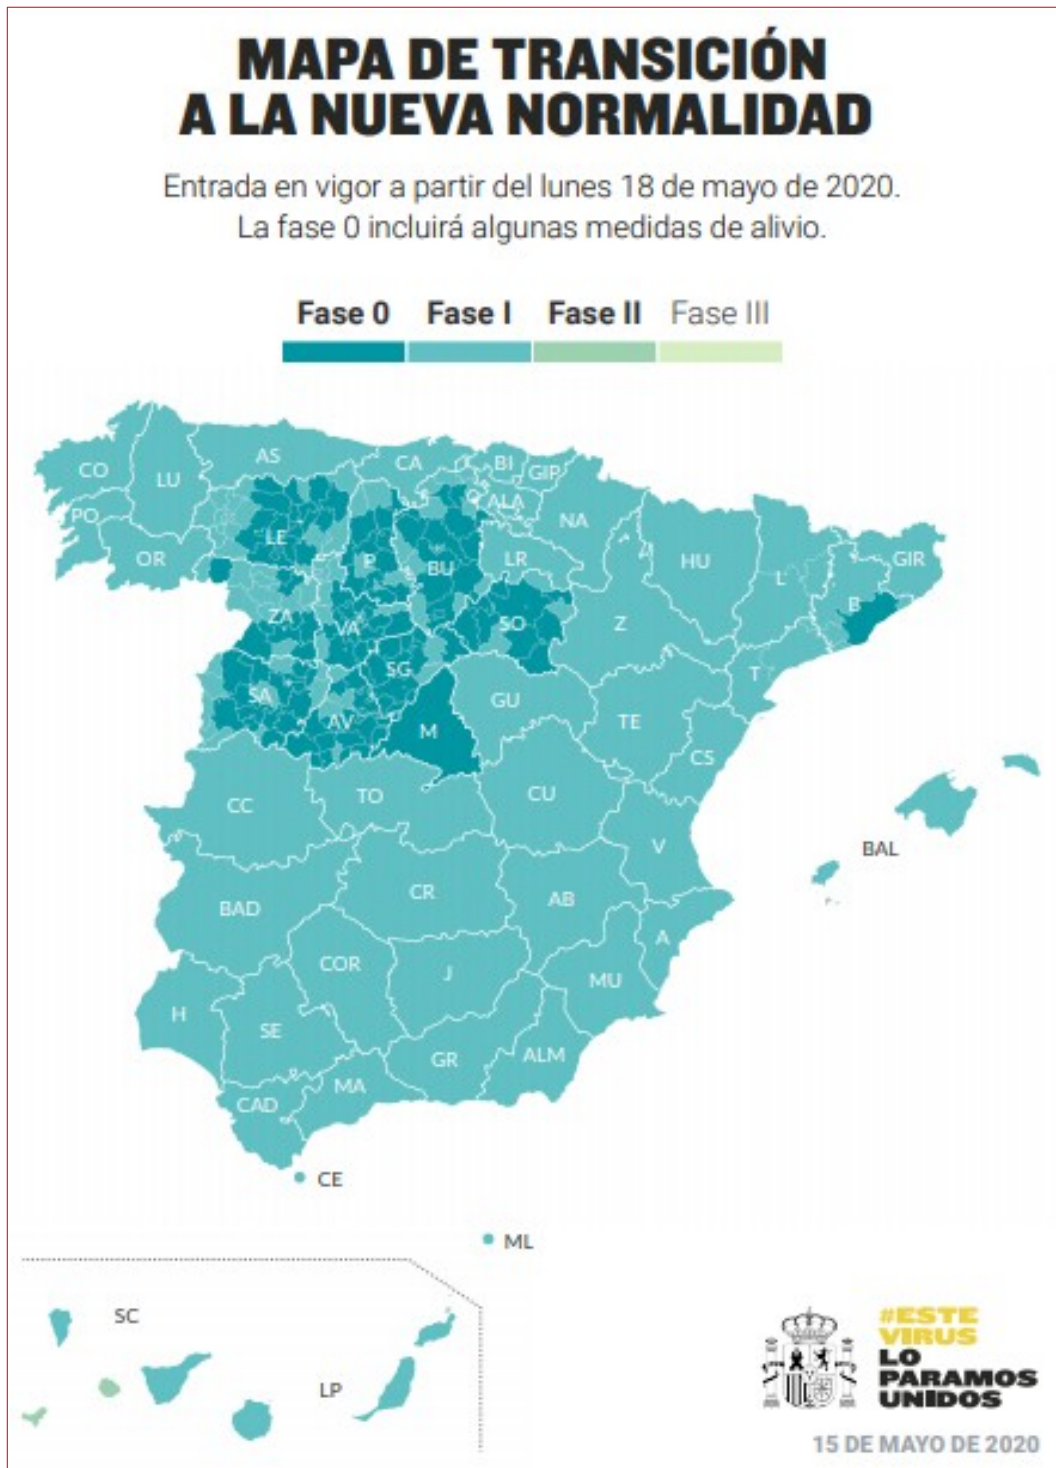 MAPA DE TRANSICIÓN
A LA NUEVA NORMALIDAD
Entrada en vigor a partir del lunes 18 de mayo de 2020.
La fase 0 incluirá algunas medidas de alivio.
Fase 0 Fase I Fase II Fase III
CO
LU
AS
CA
BI
GIP
PO
OR
LE
P
BU
ALA
NA
LR
HU
L
GIR
B
ZA
VA
SO
Z
SG
T
SA
AV
M
GU
TE
CS
CC
TO
CU
V
BAL
BAD
CR
AB
A
COR
J
MU
H
SE
GR
ALM
MA
CAD
CE
ML
SC
LP
#ESTE
VIRUS
LO
PARAMOS
UNIDOS
15 DE MAYO DE 2020